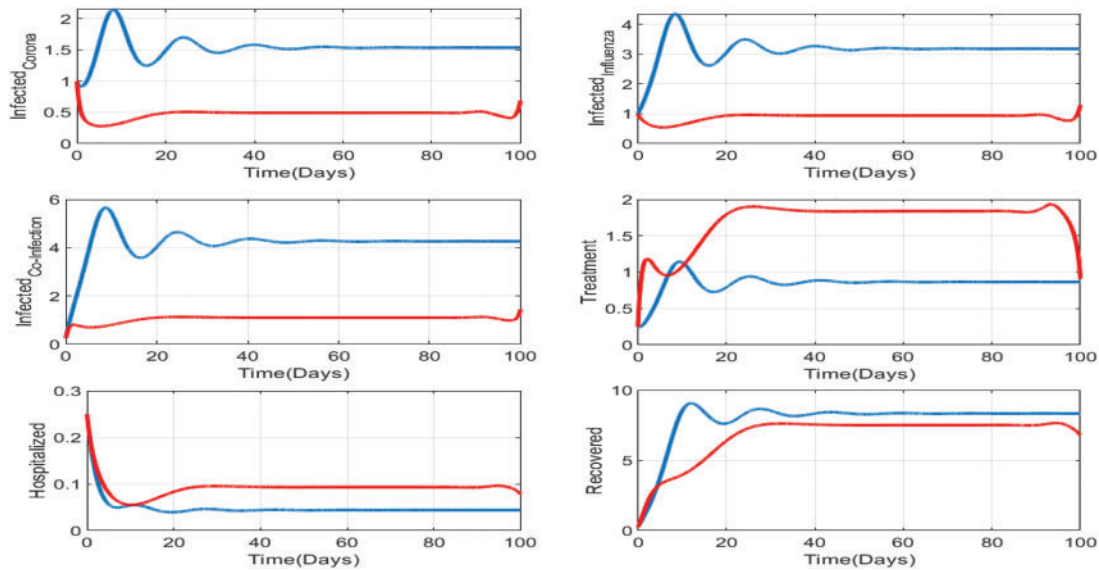 Infected_Corona
2
1.5
1
0.5
0
0 20 40 60 80 100
Time(Days)
Infected_Influenza
4
3
2
1
0
0 20 40 60 80 100
Time(Days)
Infected_Co-Infection
6
4
2
0
0 20 40 60 80 100
Time(Days)
Treatment
2
1.5
1
0.5
0
0 20 40 60 80 100
Time(Days)
Hospitalized
0.3
0.2
0.1
0
0 20 40 60 80 100
Time(Days)
Recovered
10
5
0
0 20 40 60 80 100
Time(Days)